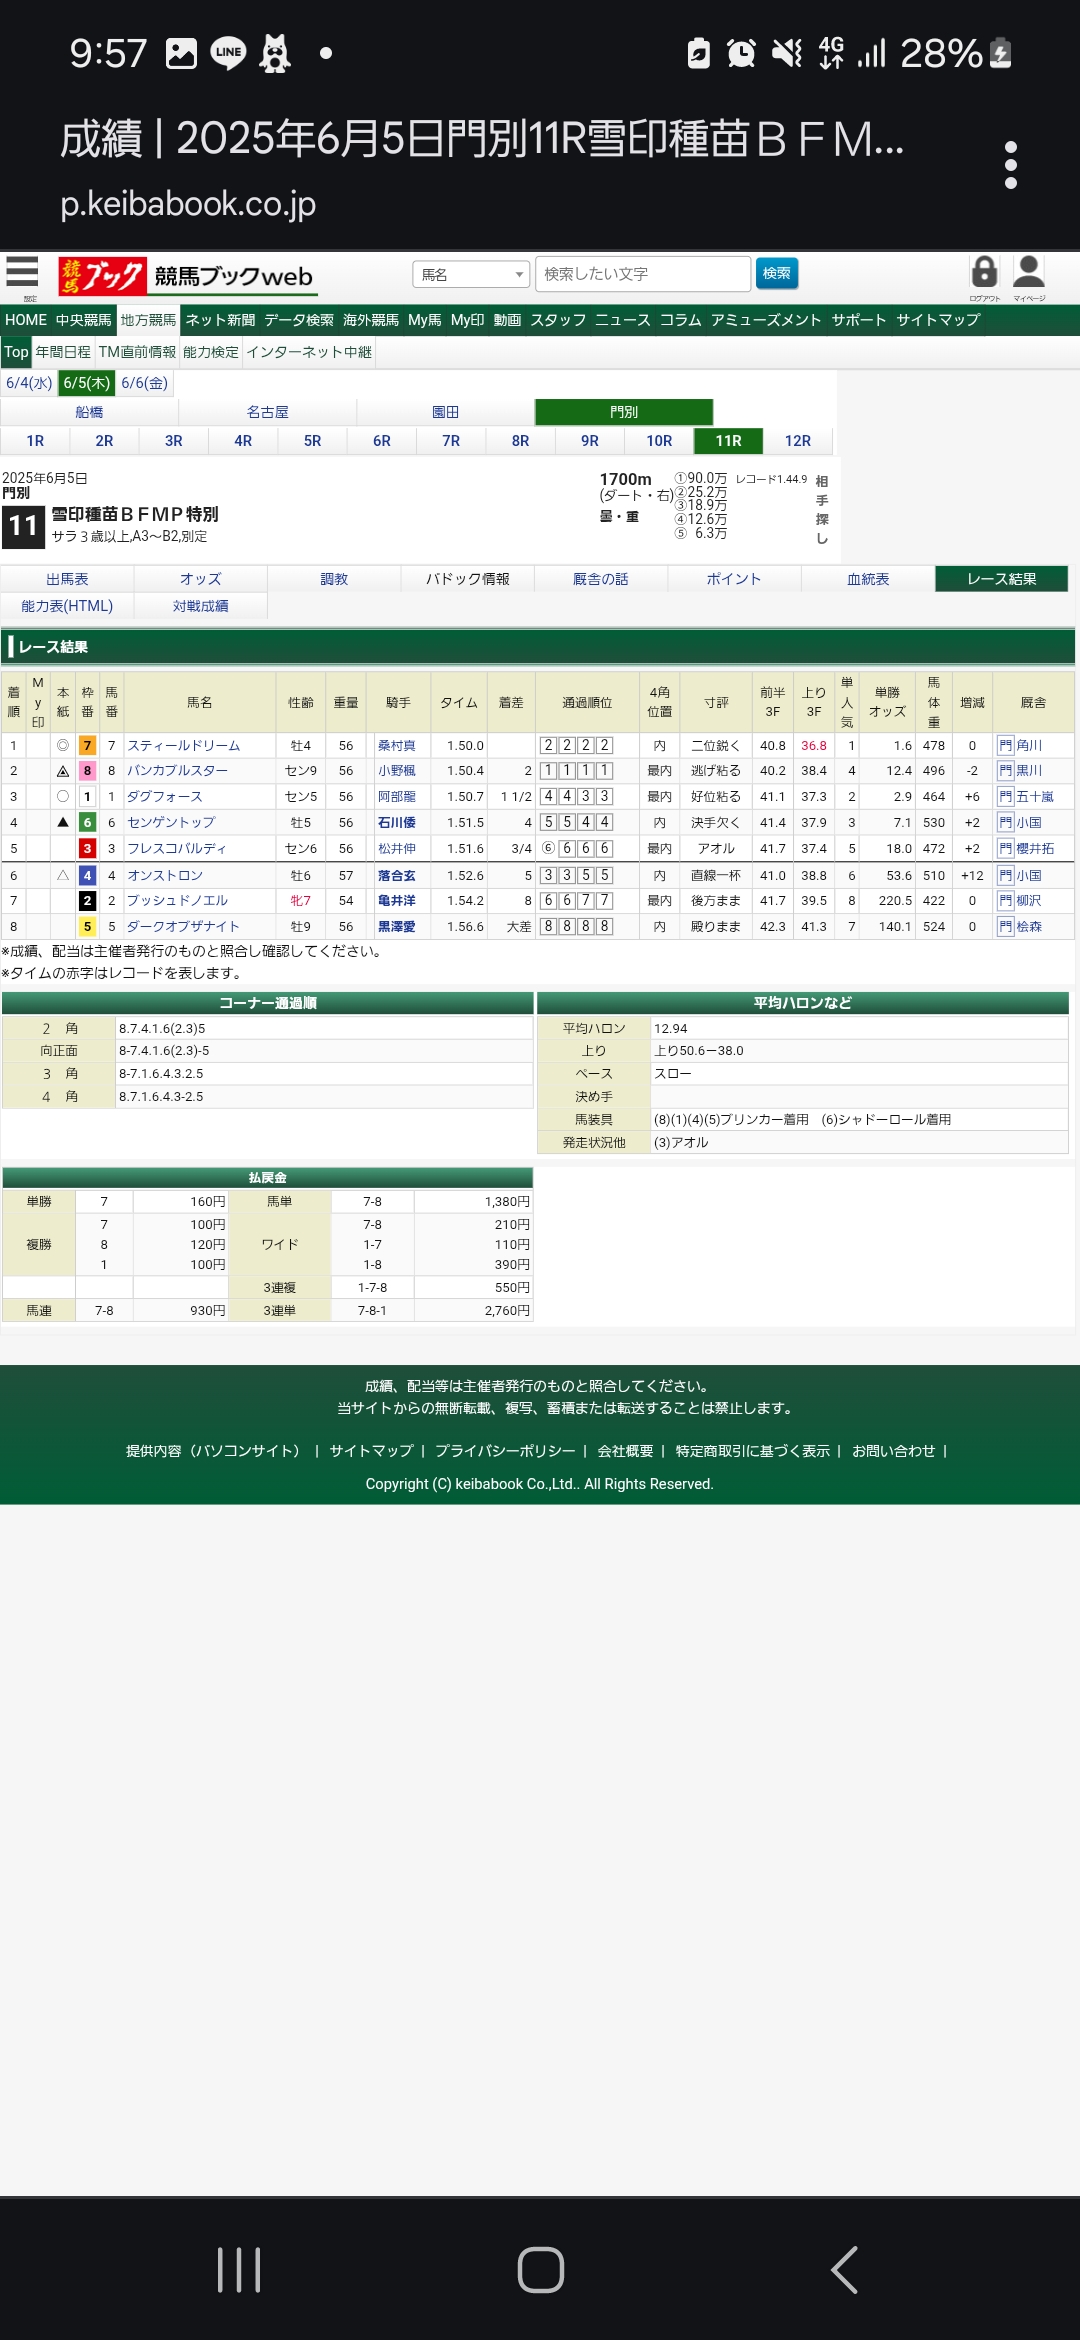 9:57 LINE 4G 28%
成績 | 2025年6月5日門別11R雪印種苗ＢＦＭ...
p.keibabook.co.jp
設定 競馬ブック 競馬ブックweb 馬名 検索したい文字 検索 ログアウト マイページ
HOME 中央競馬 地方競馬 ネット新聞 データ検索 海外競馬 My馬 My印 動画 スタッフ ニュース コラム アミューズメント サポート サイトマップ
Top 年間日程 TM直前情報 能力検定 インターネット中継
6/4(水) 6/5(木) 6/6(金)
船橋 名古屋 園田 門別
1R 2R 3R 4R 5R 6R 7R 8R 9R 10R 11R 12R
2025年6月5日
門別
11 雪印種苗ＢＦＭＰ特別
サラ３歳以上,A3〜B2,別定
1700m
(ダート・右)
曇・重
①90.0万
②25.2万
③18.9万
④12.6万
⑤ 6.3万
レコード1.44.9
相手探し
出馬表 オッズ 調教 パドック情報 厩舎の話 ポイント 血統表 レース結果
能力表(HTML) 対戦成績
レース結果
着順 My印 本紙 枠番 馬番 馬名 性齢 重量 騎手 タイム 着差 通過順位 4角位置 寸評 前半3F 上り3F 単人気 単勝オッズ 馬体重 増減 厩舎
1 ◎ 7 7 スティールドリーム 牡4 56 桑村真 1.50.0 2 2 2 2 内 二位鋭く 40.8 36.8 1 1.6 478 0 門 角川
2 8 8 バンカブルスター セン9 56 小野楓 1.50.4 2 1 1 1 1 最内 逃げ粘る 40.2 38.4 4 12.4 496 -2 門 黒川
3 ○ 1 1 ダグフォース セン5 56 阿部龍 1.50.7 1 1/2 4 4 3 3 最内 好位粘る 41.1 37.3 2 2.9 464 +6 門 五十嵐
4 ▲ 6 6 センゲントップ 牡5 56 石川倭 1.51.5 4 5 5 4 4 内 決手欠く 41.4 37.9 3 7.1 530 +2 門 小国
5 3 3 フレスコバルディ セン6 56 松井伸 1.51.6 3/4 ⑥ 6 6 6 最内 アオル 41.7 37.4 5 18.0 472 +2 門 櫻井拓
6 △ 4 4 オンストロン 牡6 57 落合玄 1.52.6 5 3 3 5 5 内 直線一杯 41.0 38.8 6 53.6 510 +12 門 小国
7 2 2 ブッシュドノエル 牝7 54 亀井洋 1.54.2 8 6 6 7 7 最内 後方まま 41.7 39.5 8 220.5 422 0 門 柳沢
8 5 5 ダークオブザナイト 牡9 56 黒澤愛 1.56.6 大差 8 8 8 8 内 殿りまま 42.3 41.3 7 140.1 524 0 門 桧森
※成績、配当は主催者発行のものと照合し確認してください。
※タイムの赤字はレコードを表します。
コーナー通過順
２ 角 8.7.4.1.6(2.3)5
向正面 8-7.4.1.6(2.3)-5
３ 角 8-7.1.6.4.3.2.5
４ 角 8.7.1.6.4.3-2.5
平均ハロンなど
平均ハロン 12.94
上り 上り50.6ー38.0
ペース スロー
決め手
馬装具 (8)(1)(4)(5)ブリンカー着用 (6)シャドーロール着用
発走状況他 (3)アオル
払戻金
単勝 7 160円 馬単 7-8 1,380円
複勝 7 100円 ワイド 7-8 210円
8 120円 1-7 110円
1 100円 1-8 390円
3連複 1-7-8 550円
馬連 7-8 930円 3連単 7-8-1 2,760円
成績、配当等は主催者発行のものと照合してください。
当サイトからの無断転載、複写、蓄積または転送することは禁止します。
提供内容（パソコンサイト） | サイトマップ | プライバシーポリシー | 会社概要 | 特定商取引に基づく表示 | お問い合わせ |
Copyright (C) keibabook Co.,Ltd.. All Rights Reserved.